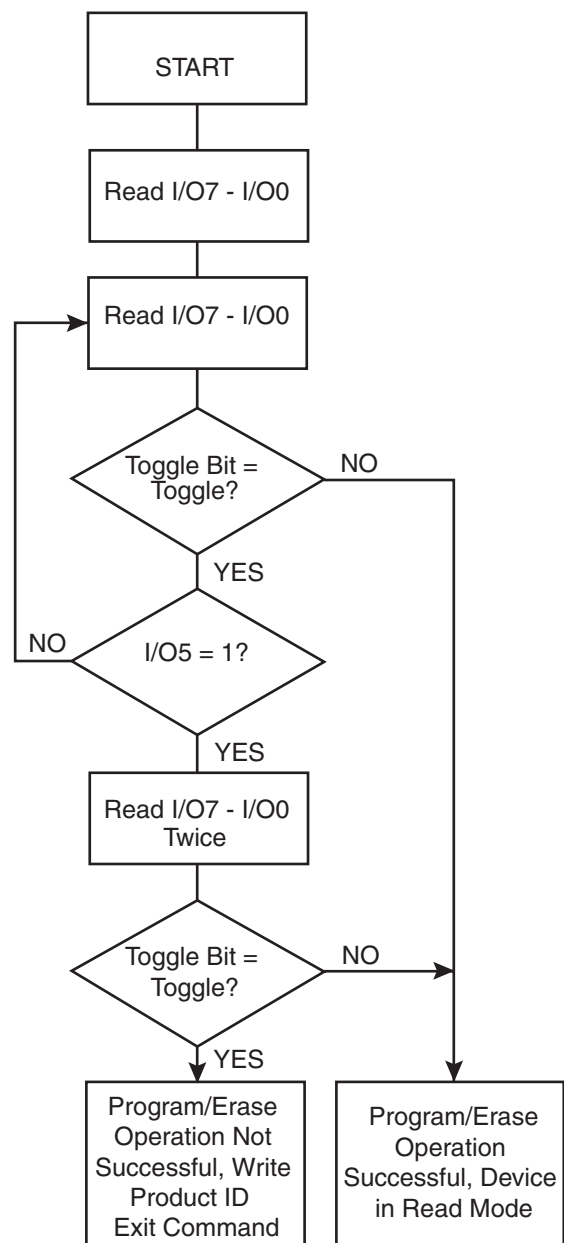 START
Read I/O7 - I/O0
Read I/O7 - I/O0
Toggle Bit =
Toggle?
NO
YES
NO
I/O5 = 1?
YES
Read I/O7 - I/O0
Twice
Toggle Bit =
Toggle?
NO
YES
Program/Erase
Operation Not
Successful, Write
Product ID
Exit Command
Program/Erase
Operation
Successful, Device
in Read Mode